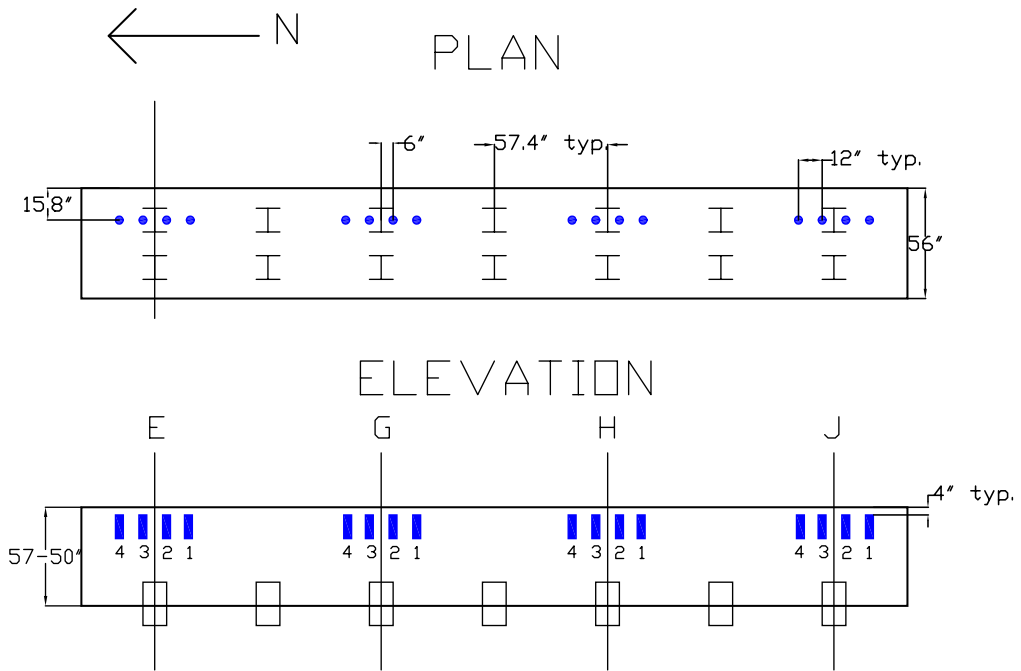 N
PLAN
6" 57.4" typ. 12" typ.
15.8"
56"
ELEVATION
E G H J
4" typ.
4 3 2 1 4 3 2 1 4 3 2 1 4 3 2 1
57-50"